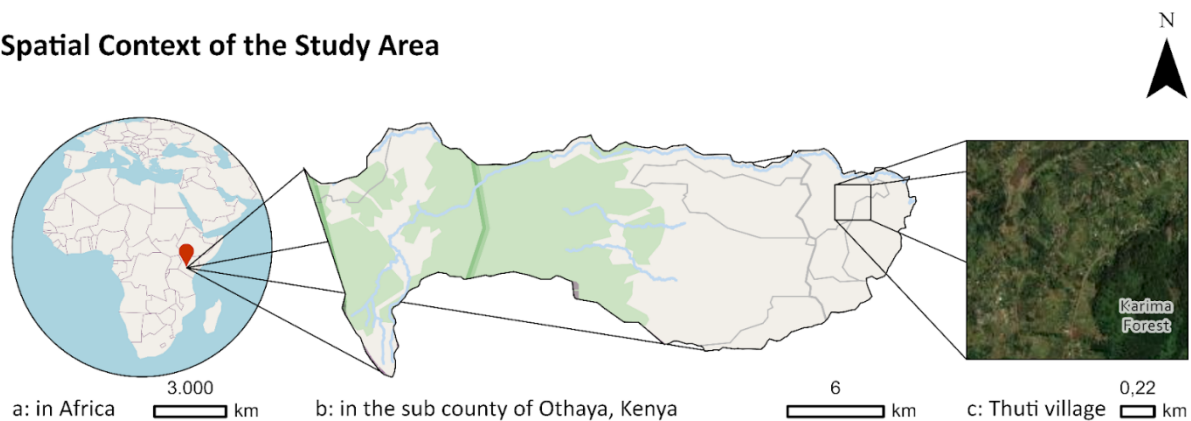 N
Spatial Context of the Study Area
Karima
Forest
3.000
a: in Africa km
6
b: in the sub county of Othaya, Kenya km
0,22
c: Thuti village km